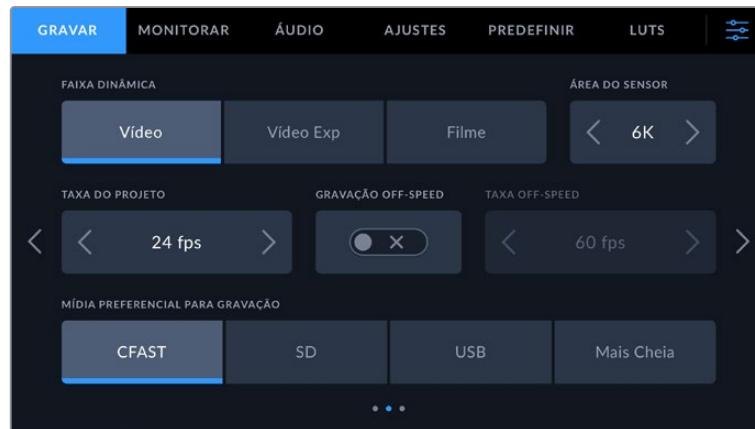 GRAVAR MONITORAR ÁUDIO AJUSTES PREDEFINIR LUTS
FAIXA DINÂMICA ÁREA DO SENSOR
Vídeo Vídeo Exp Filme 6K
TAXA DO PROJETO GRAVAÇÃO OFF-SPEED TAXA OFF-SPEED
24 fps 60 fps
MÍDIA PREFERENCIAL PARA GRAVAÇÃO
CFAST SD USB Mais Cheia